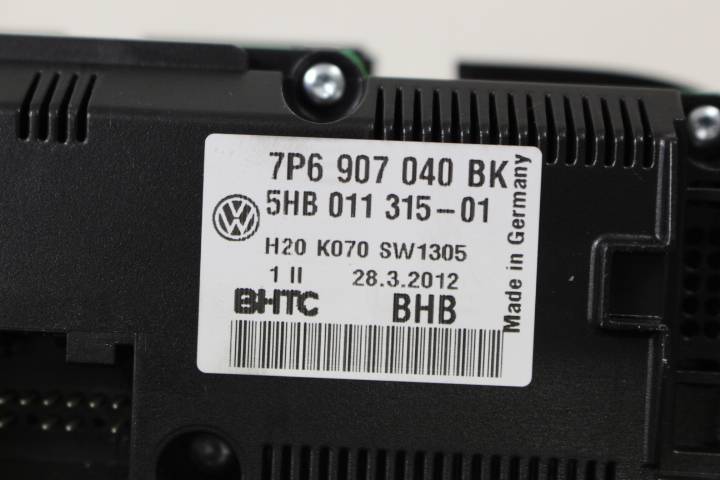 7P6 907 040 BK
5HB 011 315-01
H20 K070 SW1305
1 II 28.3.2012
BHTC BHB
Made in Germany